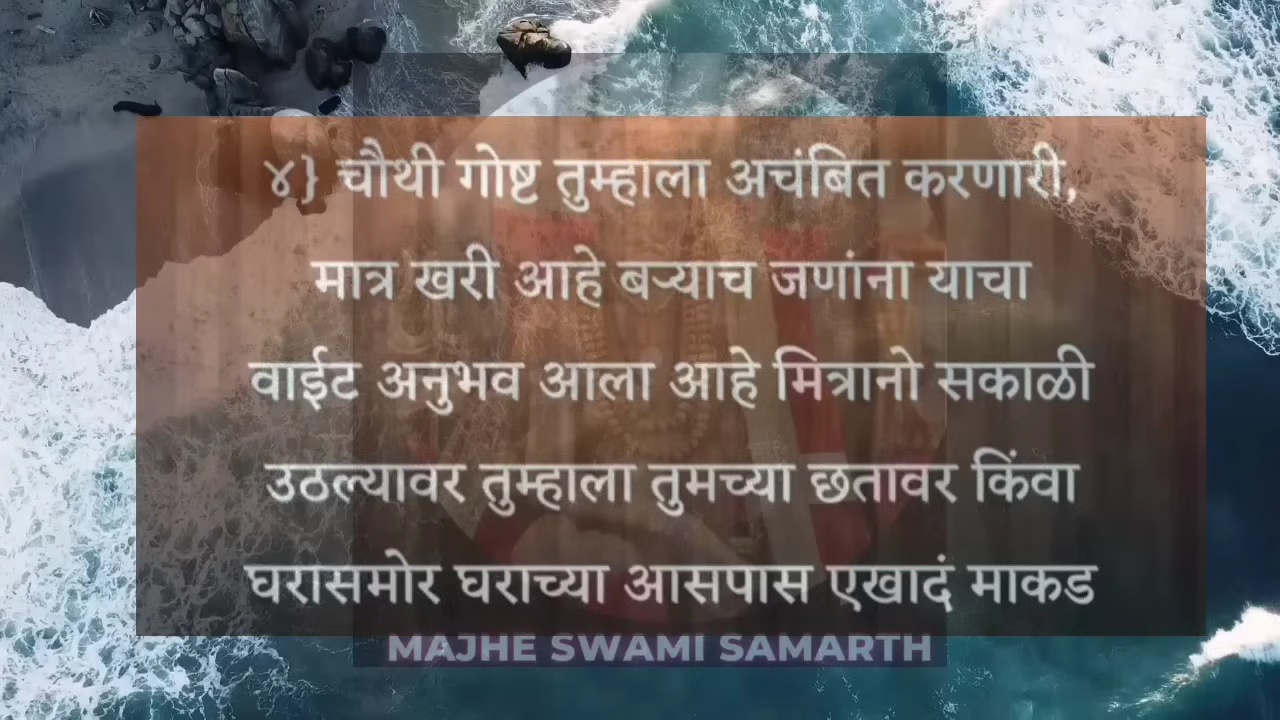 ४} चौथी गोष्ट तुम्हाला अचंबित करणारी,
मात्र खरी आहे बऱ्याच जणांना याचा
वाईट अनुभव आला आहे मित्रानो सकाळी
उठल्यावर तुम्हाला तुमच्या छतावर किंवा
घरासमोर घराच्या आसपास एखादं माकड
MAJHE SWAMI SAMARTH